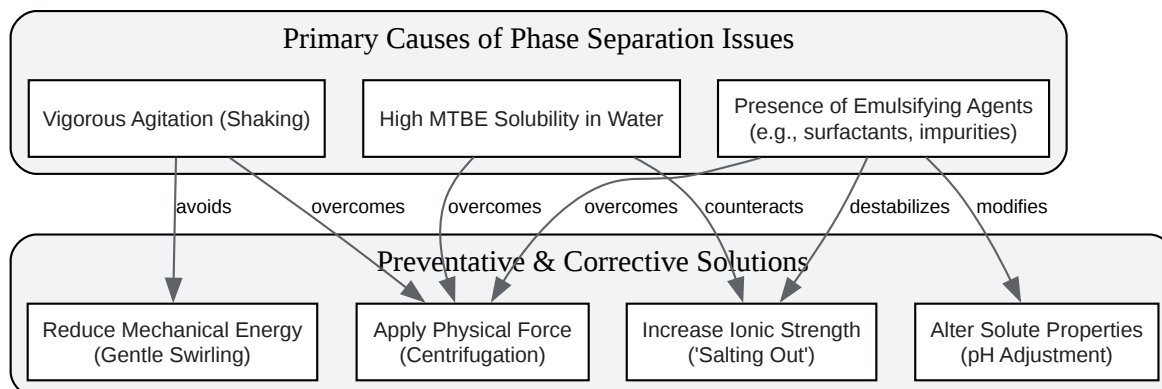 Primary Causes of Phase Separation Issues
Vigorous Agitation (Shaking)
High MTBE Solubility in Water
Presence of Emulsifying Agents
(e.g., surfactants, impurities)
avoids
overcomes
overcomes
overcomes
counteracts
destabilizes
modifies
Preventative & Corrective Solutions
Reduce Mechanical Energy
(Gentle Swirling)
Apply Physical Force
(Centrifugation)
Increase Ionic Strength
('Salting Out')
Alter Solute Properties
(pH Adjustment)